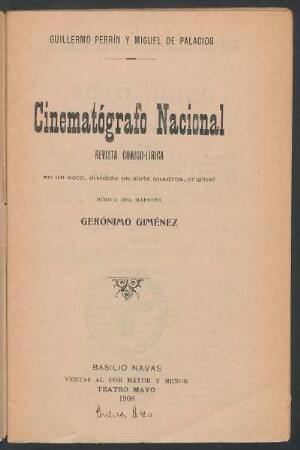 GUILLERMO PERRÍN Y MIGUEL DE PALACIOS
Cinematógrafo Nacional
REVISTA COMICO-LÍRICA
en un acto, dividido en siete cuadros, original
MÚSICA DEL MAESTRO
GERÓNIMO GIMÉNEZ
BASILIO NAVAS
VENTAS AL POR MAYOR Y MENOR
TEATRO MAYO
1908